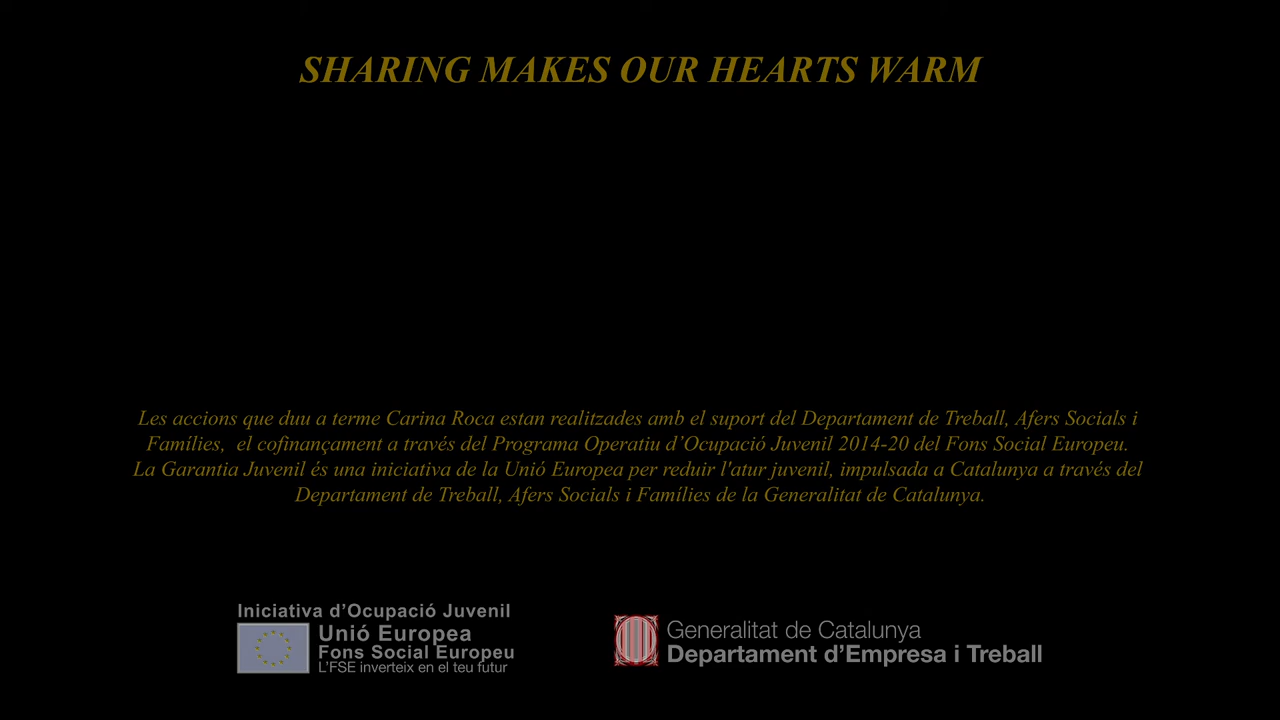 SHARING MAKES OUR HEARTS WARM
Les accions que duu a terme Carina Roca estan realitzades amb el suport del Departament de Treball, Afers Socials i
Famílies, el cofinançament a través del Programa Operatiu d’Ocupació Juvenil 2014-20 del Fons Social Europeu.
La Garantia Juvenil és una iniciativa de la Unió Europea per reduir l'atur juvenil, impulsada a Catalunya a través del
Departament de Treball, Afers Socials i Famílies de la Generalitat de Catalunya.
Iniciativa d’Ocupació Juvenil
Unió Europea
Fons Social Europeu
L'FSE inverteix en el teu futur
Generalitat de Catalunya
Departament d’Empresa i Treball